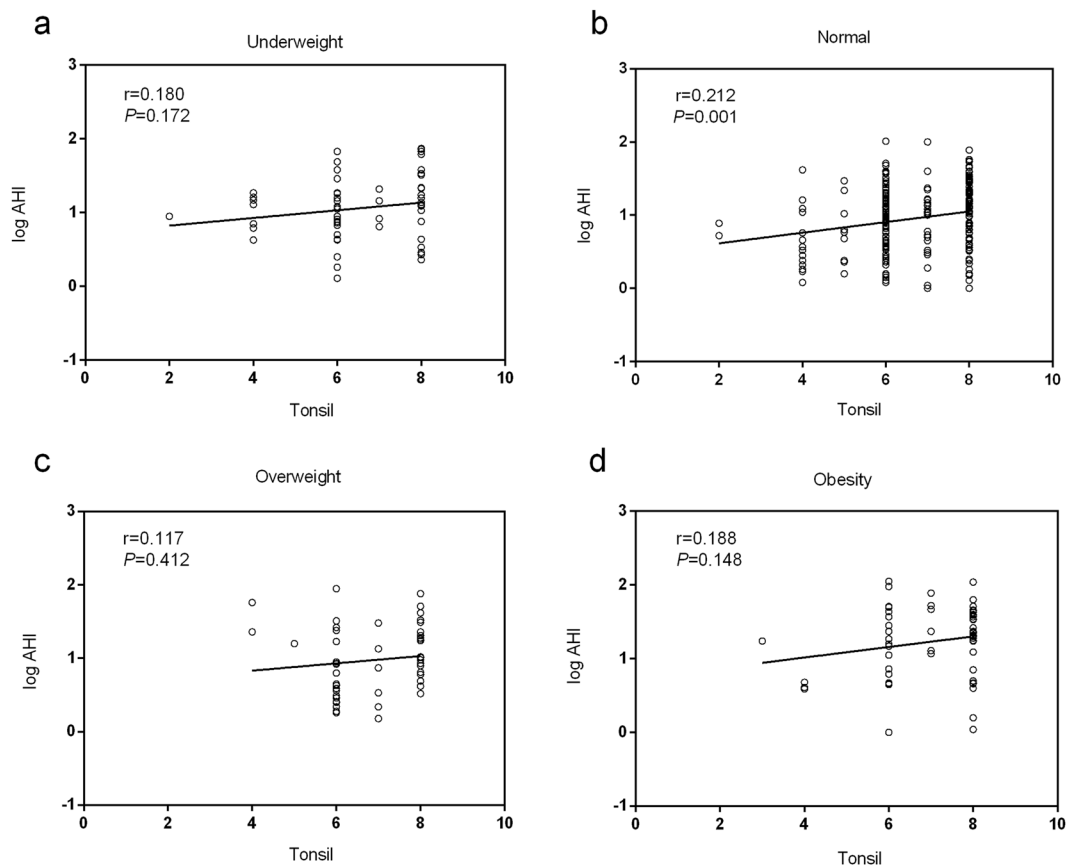 a
Underweight
r=0.180
P=0.172
3
2
1
0
-1
log AHI
0 2 4 6 8 10
Tonsil
b
Normal
r=0.212
P=0.001
3
2
1
0
-1
log AHI
0 2 4 6 8 10
Tonsil
c
Overweight
r=0.117
P=0.412
3
2
1
0
-1
log AHI
0 2 4 6 8 10
Tonsil
d
Obesity
r=0.188
P=0.148
3
2
1
0
-1
log AHI
0 2 4 6 8 10
Tonsil